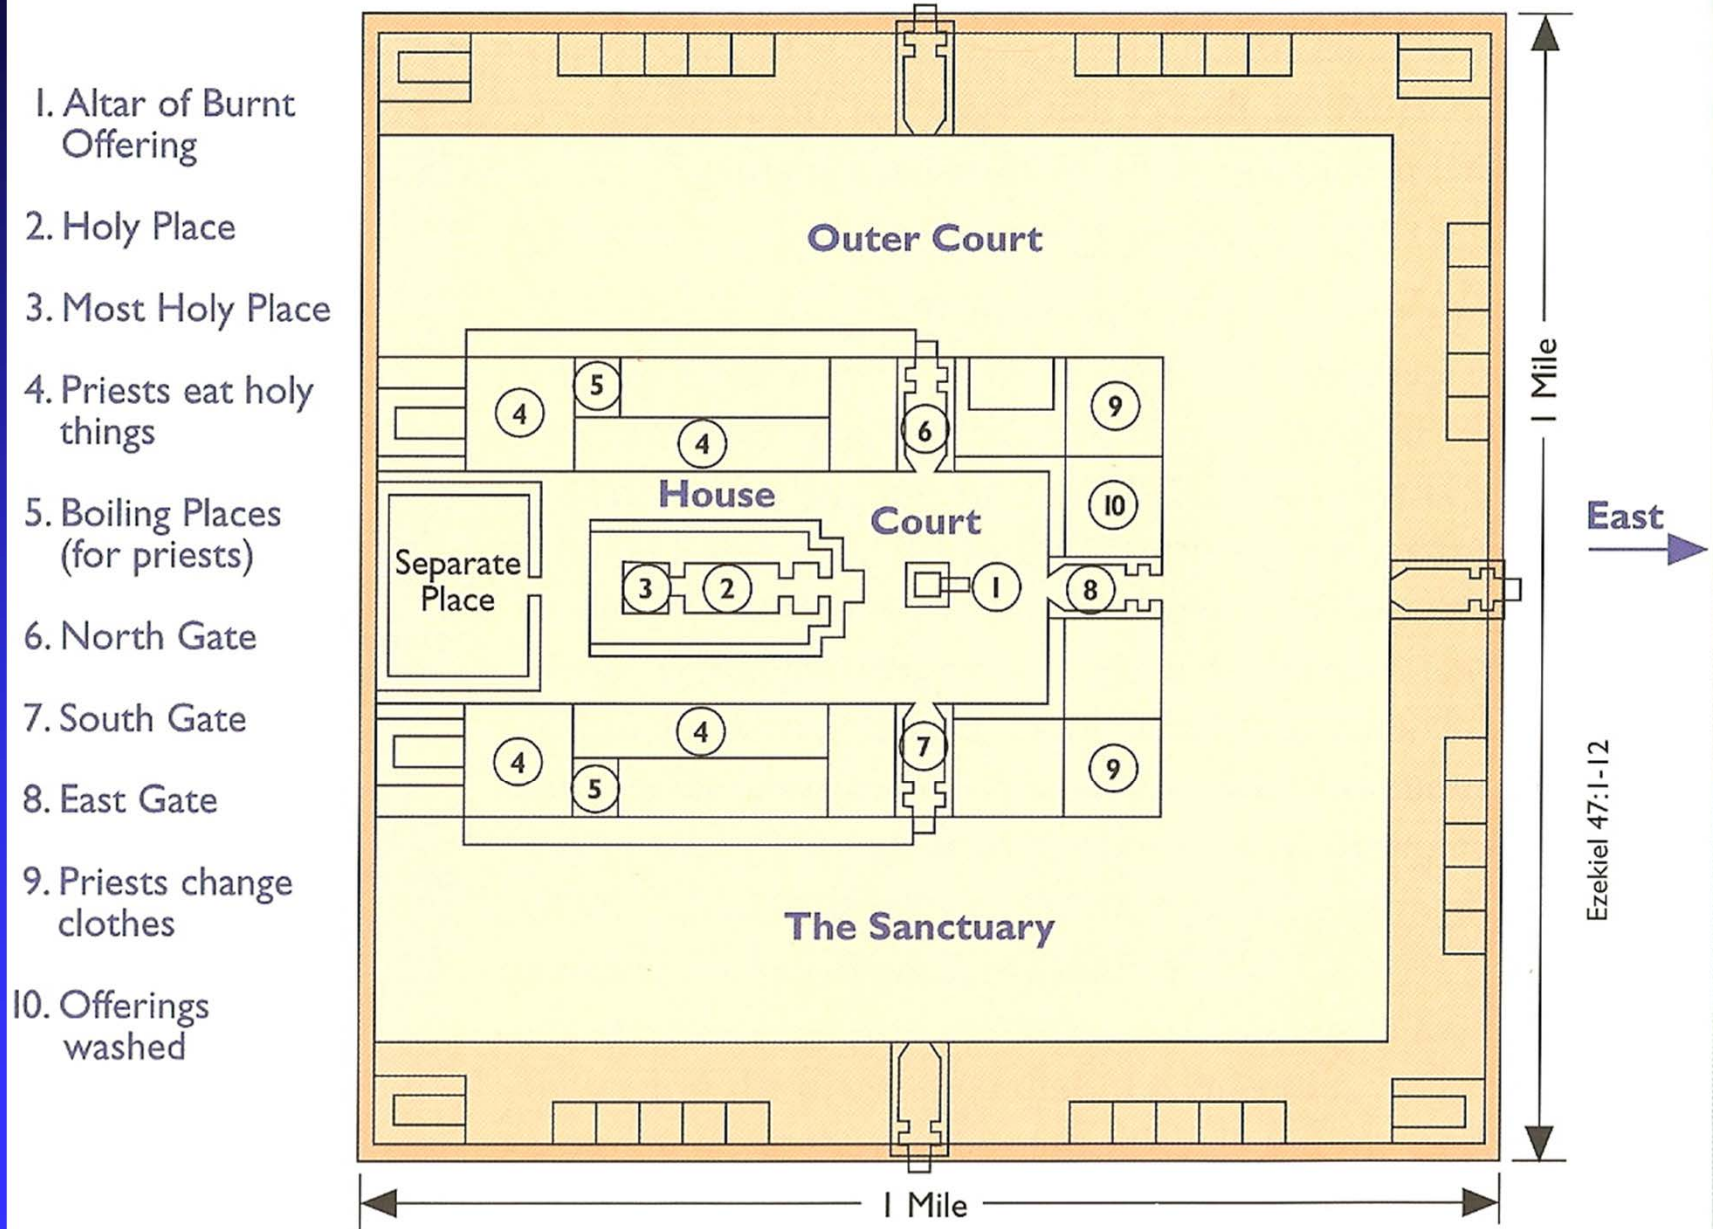 1. Altar of Burnt
Offering
2. Holy Place
3. Most Holy Place
4. Priests eat holy
things
5. Boiling Places
(for priests)
6. North Gate
7. South Gate
8. East Gate
9. Priests change
clothes
10. Offerings
washed
Outer Court
5
4
4
6
9
House
Court
10
Separate
Place
3
2
1
8
4
4
5
7
9
The Sanctuary
1 Mile
East
Ezekiel 47:1-12
1 Mile